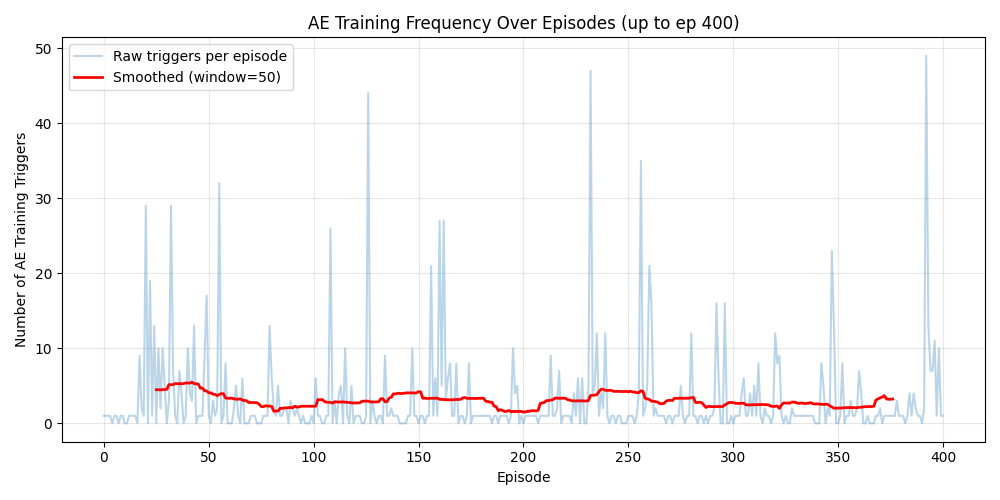 AE Training Frequency Over Episodes (up to ep 400)
Raw triggers per episode
Smoothed (window=50)
Number of AE Training Triggers
50
40
30
20
10
0
0 50 100 150 200 250 300 350 400
Episode